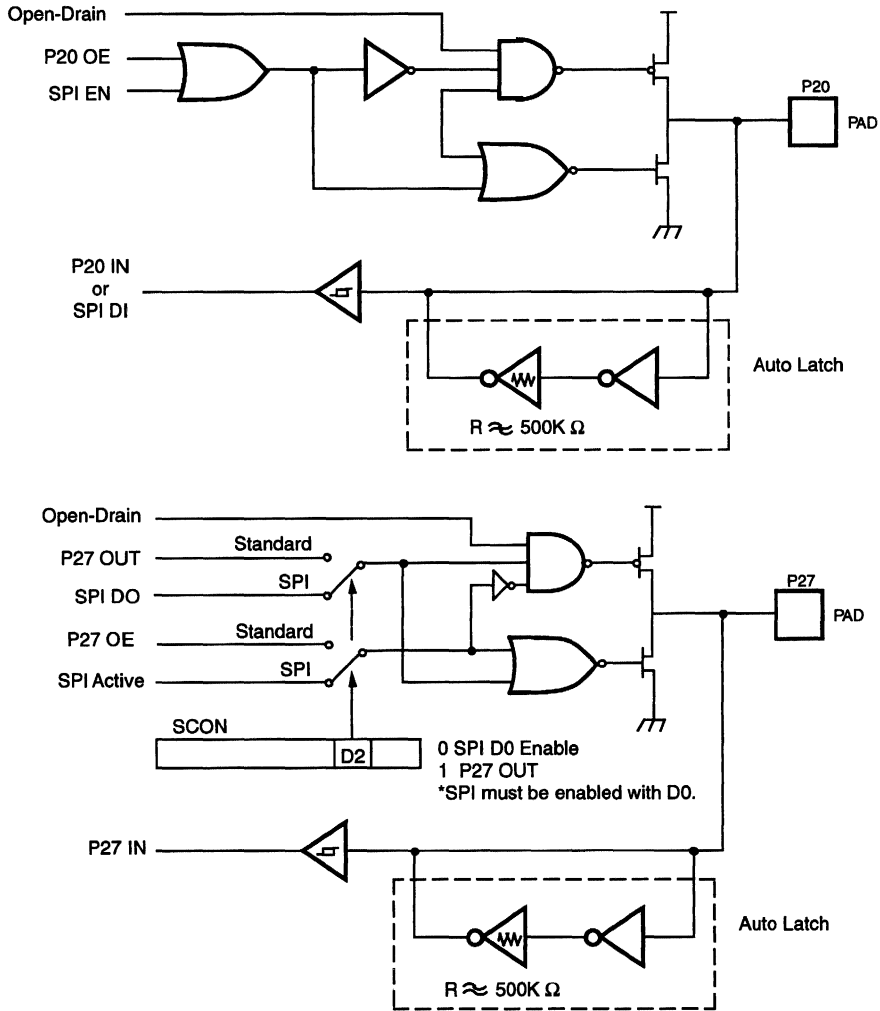 Open-Drain
P20 OE
SPI EN
P20
PAD
P20 IN
or
SPI DI
Auto Latch
R ≈ 500K Ω
Open-Drain
P27 OUT
Standard
SPI DO
SPI
P27 OE
Standard
SPI Active
SPI
P27
PAD
SCON
D2
0 SPI D0 Enable
1 P27 OUT
*SPI must be enabled with D0.
P27 IN
Auto Latch
R ≈ 500K Ω